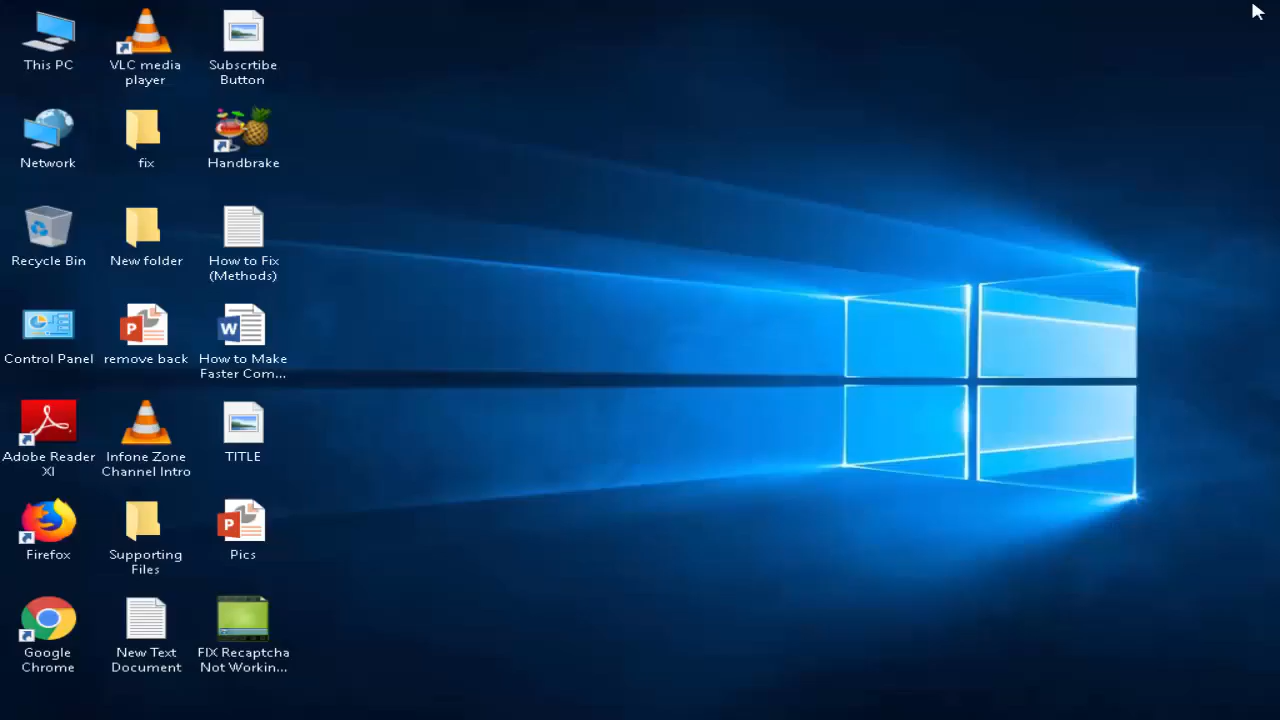 This PC
VLC media
player
Subscrtibe
Button
Network
fix
Handbrake
Recycle Bin
New folder
How to Fix
(Methods)
Control Panel
remove back
How to Make
Faster Com...
Adobe Reader
XI
Infone Zone
Channel Intro
TITLE
Firefox
Supporting
Files
Pics
Google
Chrome
New Text
Document
FIX Recaptcha
Not Workin...